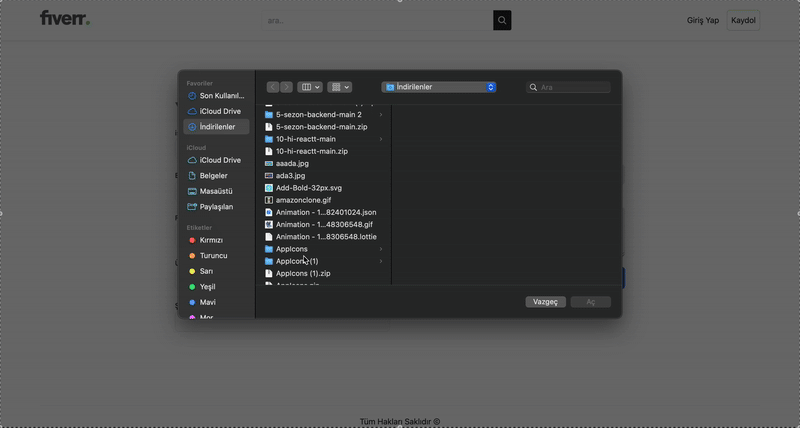 fiverr.
ara..
Giriş Yap
Kaydol
Favoriler
Son Kullanıl...
iCloud Drive
İndirilenler
iCloud
iCloud Drive
Belgeler
Masaüstü
Paylaşılan
Etiketler
Kırmızı
Turuncu
Sarı
Yeşil
Mavi
Mor
İndirilenler
Ara
5-sezon-backend-main 2
5-sezon-backend-main.zip
10-hi-reactt-main
10-hi-reactt-main.zip
aaada.jpg
ada3.jpg
Add-Bold-32px.svg
amazonclone.gif
Animation - 1...82401024.json
Animation - 1...48306548.gif
Animation - 1...8306548.lottie
AppIcons
AppIcons (1)
AppIcons (1).zip
AppIcons.zip
Vazgeç
Aç
Tüm Hakları Saklıdır ©